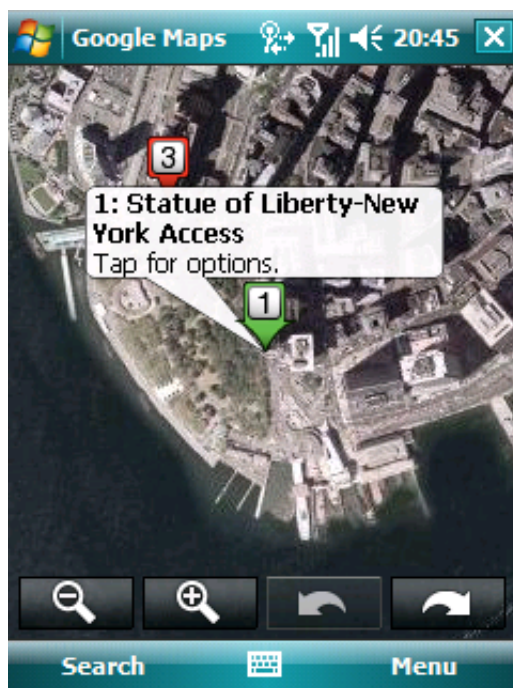 Google Maps 20:45
3
1: Statue of Liberty-New
York Access
Tap for options.
1
Search Menu